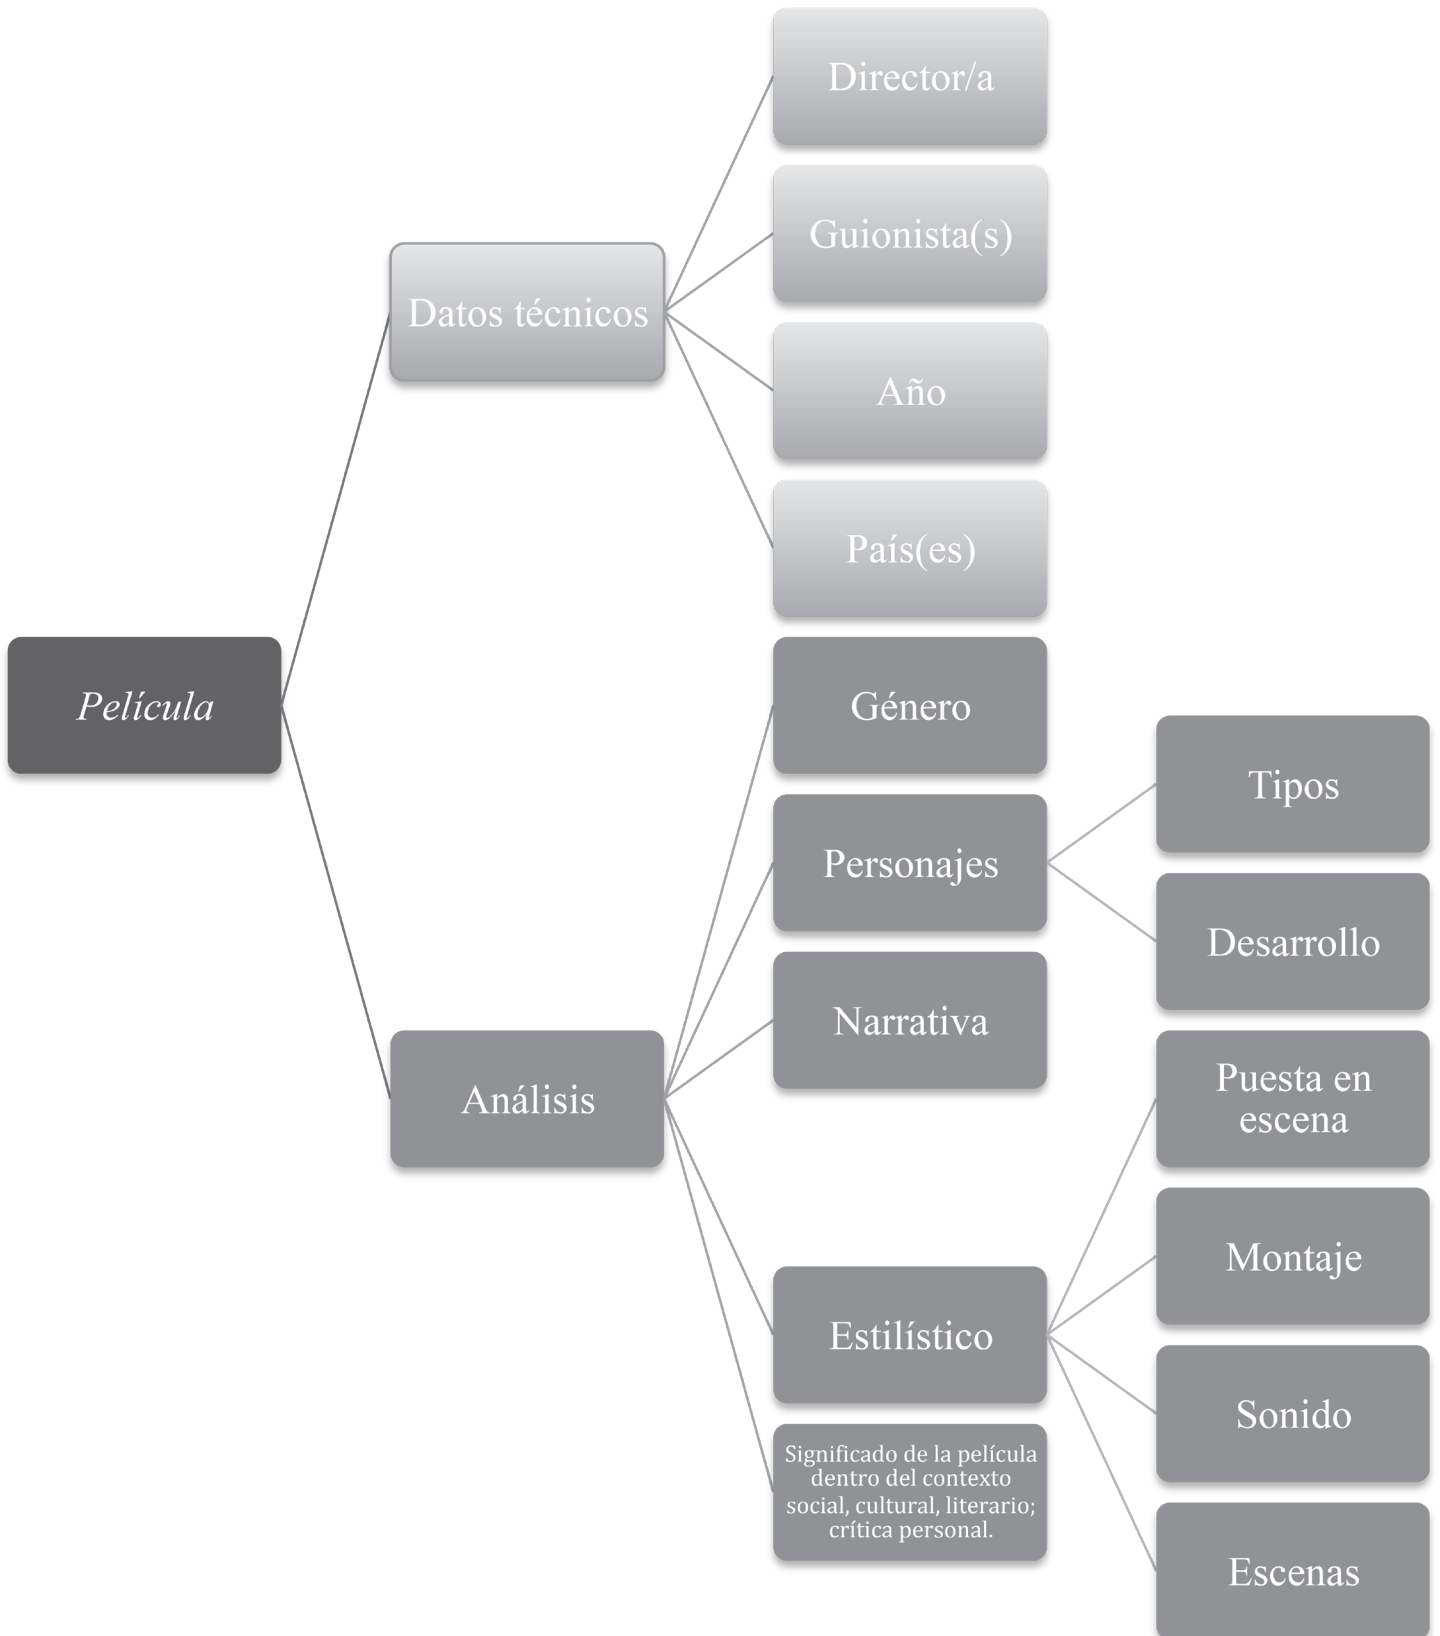 Película
Datos técnicos
Director/a
Guionista(s)
Año
País(es)
Análisis
Género
Personajes
Tipos
Desarrollo
Narrativa
Estilístico
Puesta en
escena
Montaje
Sonido
Escenas
Significado de la película
dentro del contexto
social, cultural, literario;
crítica personal.